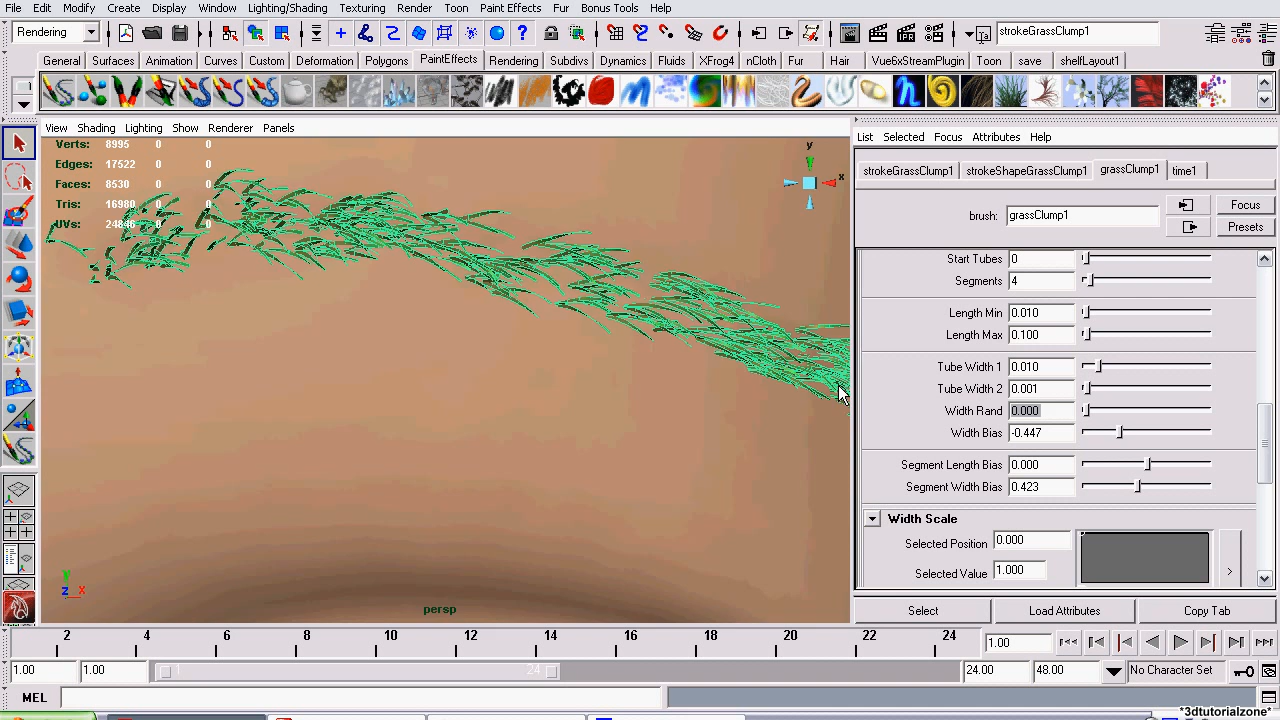 File Edit Modify Create Display Window Lighting/Shading Texturing Render Toon Paint Effects Fur Bonus Tools Help
Rendering strokeGrassClump1
General Surfaces Animation Curves Custom Deformation Polygons PaintEffects Rendering Subdivs Dynamics Fluids XFrog4 nCloth Fur Hair Vue6xStreamPlugin Toon save shelfLayout1
View Shading Lighting Show Renderer Panels
List Selected Focus Attributes Help
Verts: 8995 0 0
Edges: 17522 0 0
Faces: 8530 0 0
Tris: 16980 0 0
UVs: 24846 0 0
y
x
strokeGrassClump1 strokeShapeGrassClump1 grassClump1 time1
brush: grassClump1 Focus
Presets
Start Tubes 0
Segments 4
Length Min 0.010
Length Max 0.100
Tube Width 1 0.010
Tube Width 2 0.001
Width Rand 0.000
Width Bias -0.447
Segment Length Bias 0.000
Segment Width Bias 0.423
Width Scale
Selected Position 0.000
Selected Value 1.000
>
y
z x
persp
Select Load Attributes Copy Tab
2 4 6 8 10 12 14 16 18 20 22 24 1.00
1.00 1.00 1 24 24.00 48.00 No Character Set
MEL
*3dtutorialzone*